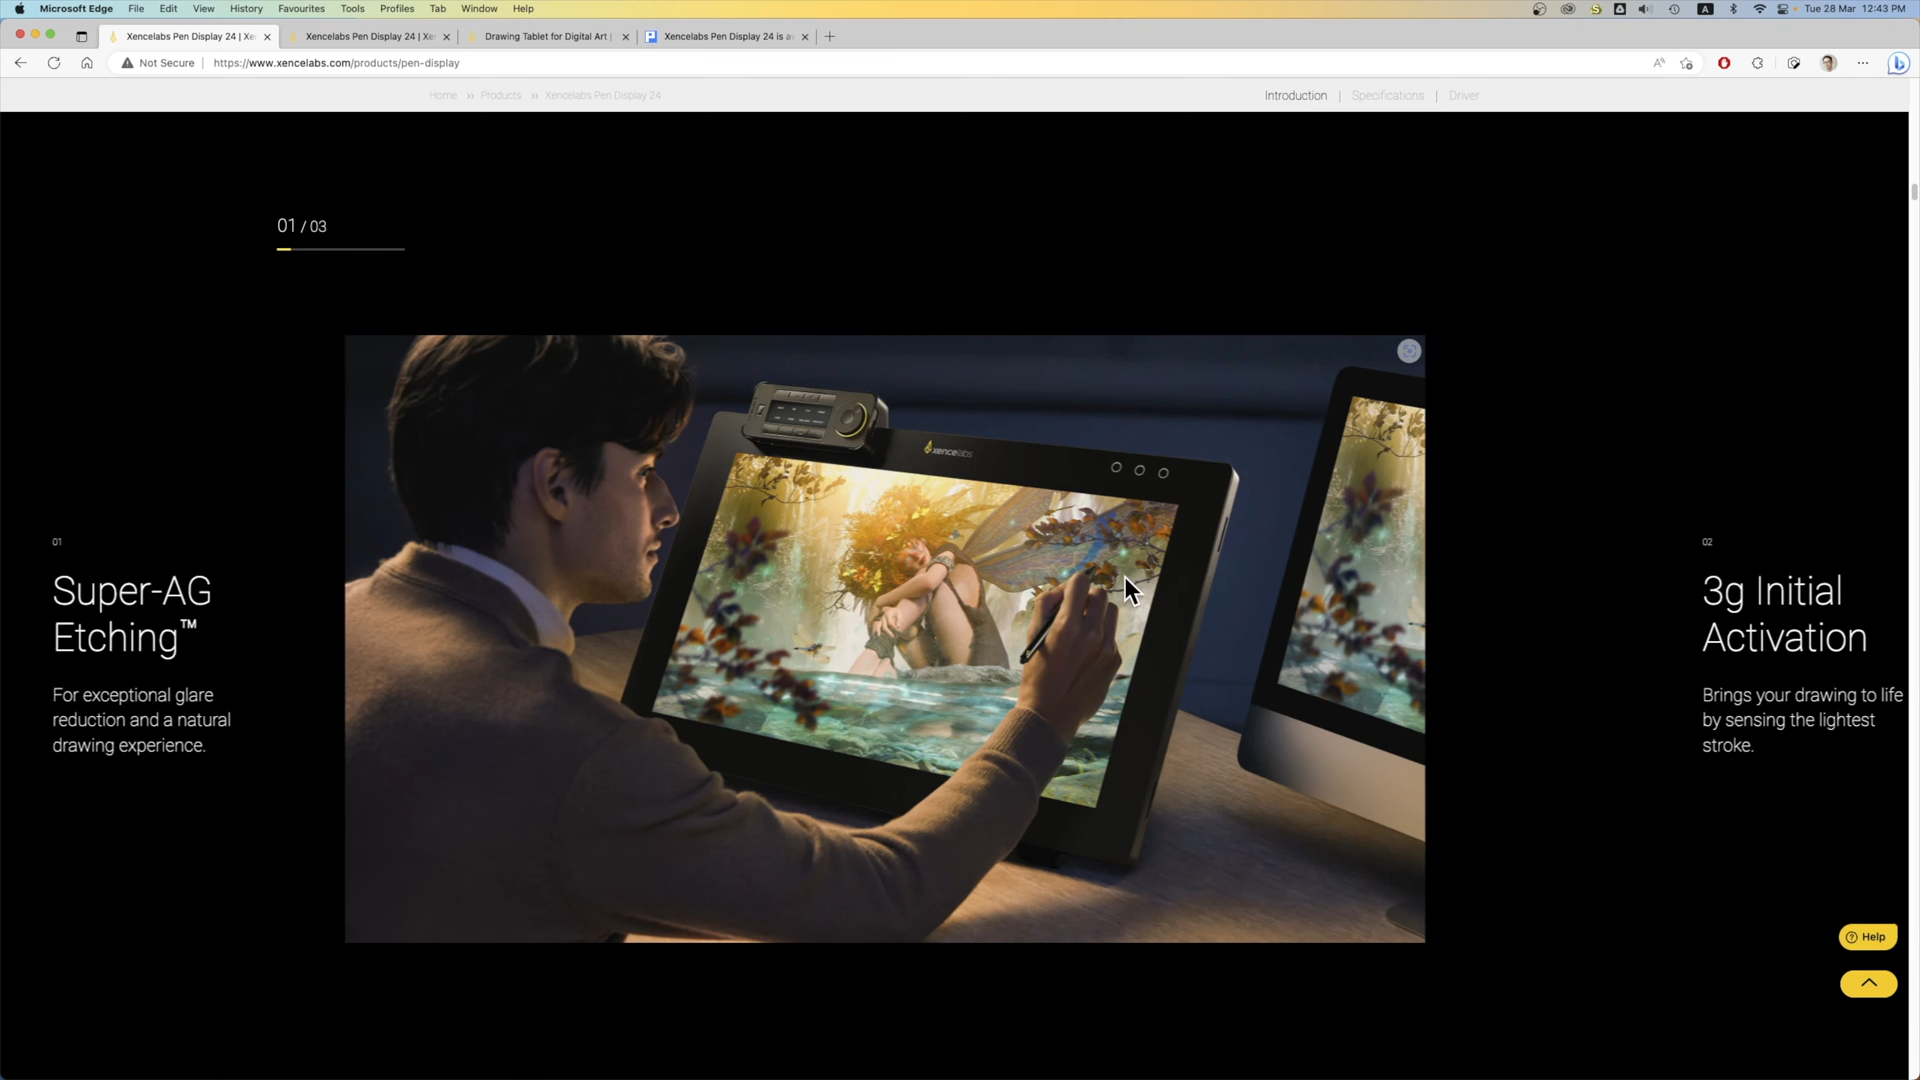 Microsoft Edge File Edit View History Favourites Tools Profiles Tab Window Help
A Tue 28 Mar 12:43 PM
Xencelabs Pen Display 24 | Xe
Xencelabs Pen Display 24 | Xe
Drawing Tablet for Digital Art |
Xencelabs Pen Display 24 is av
Not Secure | https://www.xencelabs.com/products/pen-display
Home » Products » Xencelabs Pen Display 24
Introduction | Specifications | Driver
01 / 03
xencelabs
01
Super-AG
Etching™
For exceptional glare
reduction and a natural
drawing experience.
02
3g Initial
Activation
Brings your drawing to life
by sensing the lightest
stroke.
Help